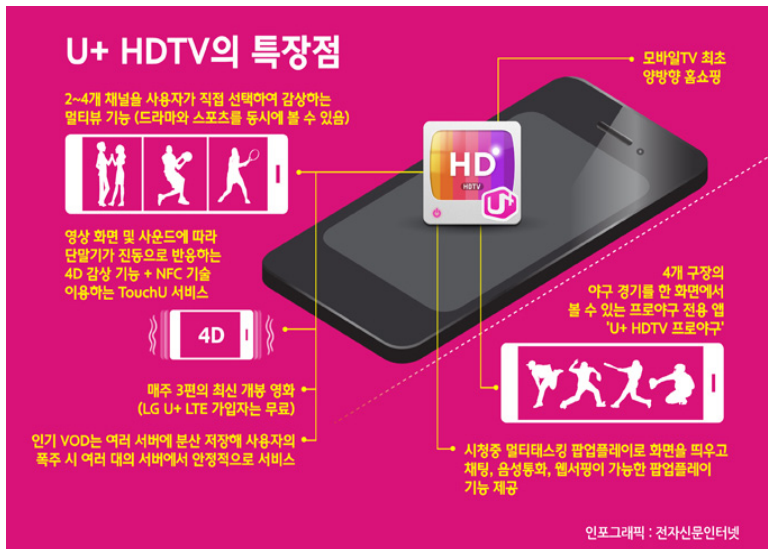 U+ HDTV의 특장점
2~4개 채널을 사용자가 직접 선택하여 감상하는
멀티뷰 기능 (드라마와 스포츠를 동시에 볼 수 있음)
영상 화면 및 사운드에 따라
단말기가 진동으로 반응하는
4D 감상 기능 + NFC 기술
이용하는 TouchU 서비스
4D
매주 3편의 최신 개봉 영화
(LG U+ LTE 가입자는 무료)
인기 VOD는 여러 서버에 분산 저장해 사용자의
폭주 시 여러 대의 서버에서 안정적으로 서비스
HD
HDTV
U+
모바일TV 최초
양방향 홈쇼핑
4개 구장의
야구 경기를 한 화면에서
볼 수 있는 프로야구 전용 앱
'U+ HDTV 프로야구'
시청중 멀티테스킹 팝업플레이로 화면을 띄우고
채팅, 음성통화, 웹서핑이 가능한 팝업플레이
기능 제공
인포그래픽 : 전자신문인터넷